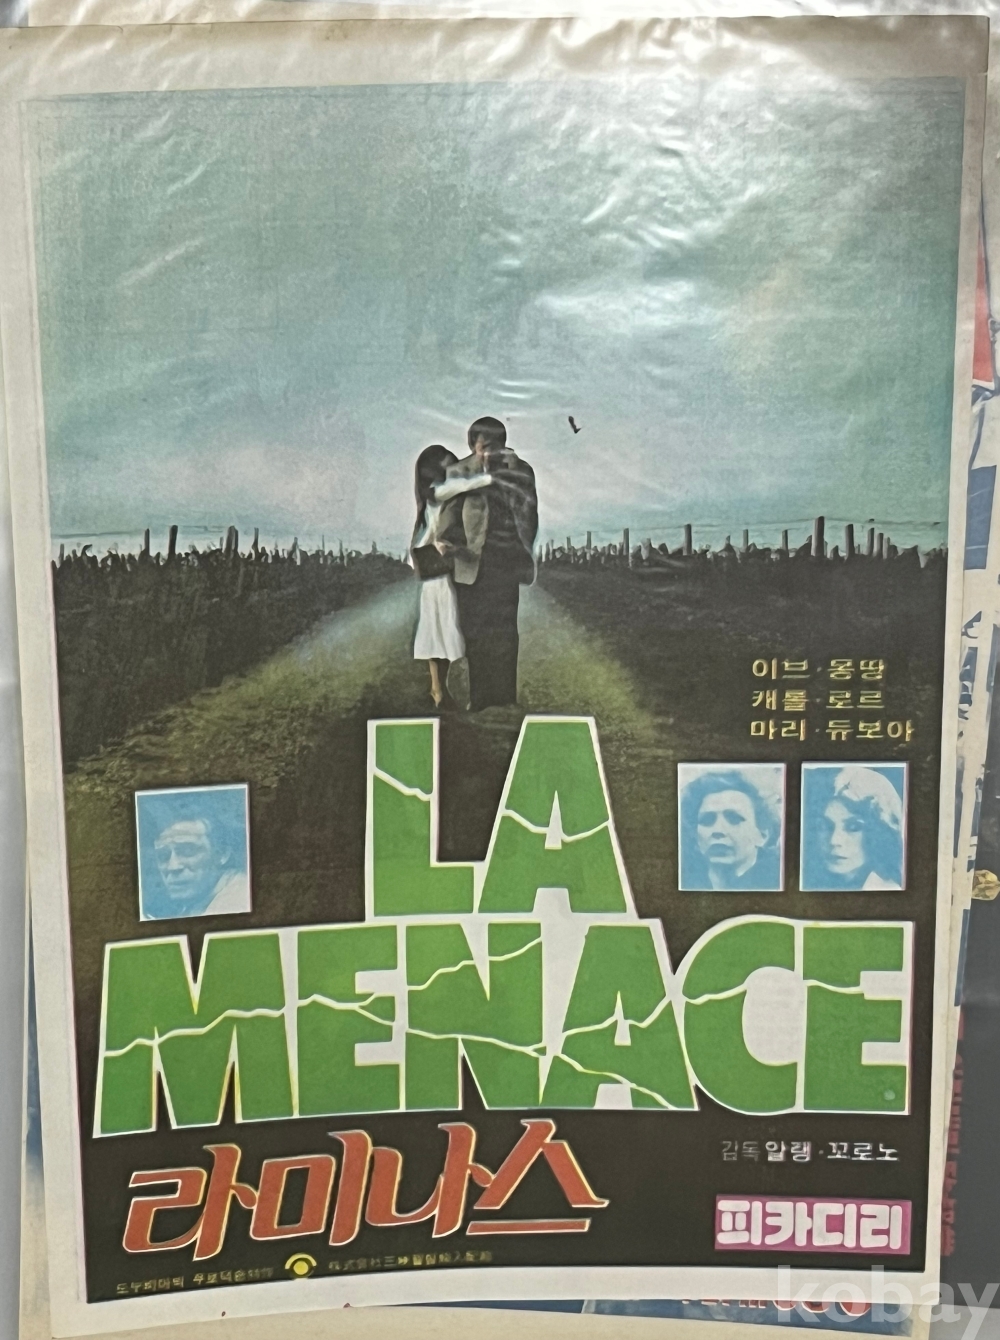 이브·몽땅
캐롤·로르
마리·듀보아
LA
MENACE
라미나스
감독 알랭·꼬로노
피카디리
kobay